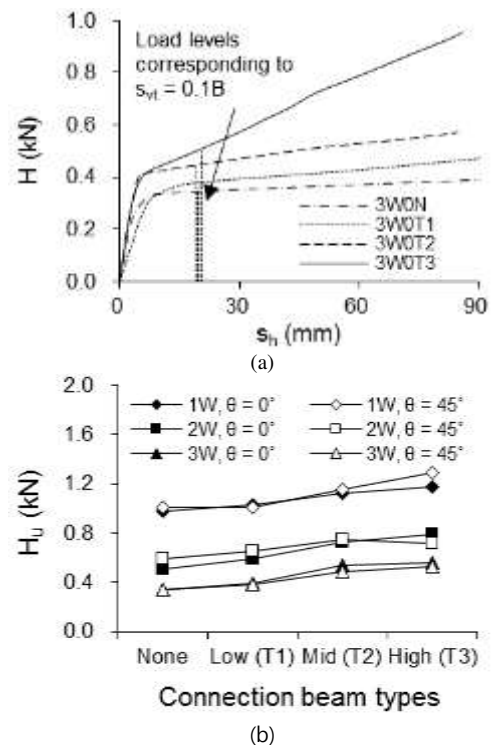 1.0
0.8
0.6
0.4
0.2
0.0
H (kN)
Load levels
corresponding to
s_vt = 0.1B
3W0N
3W0T1
3W0T2
3W0T3
0 30 60 90
s_h (mm)
(a)
2.0
1.6
1.2
0.8
0.4
0.0
H_u (kN)
1W, θ = 0° 1W, θ = 45°
2W, θ = 0° 2W, θ = 45°
3W, θ = 0° 3W, θ = 45°
None Low (T1) Mid (T2) High (T3)
Connection beam types
(b)